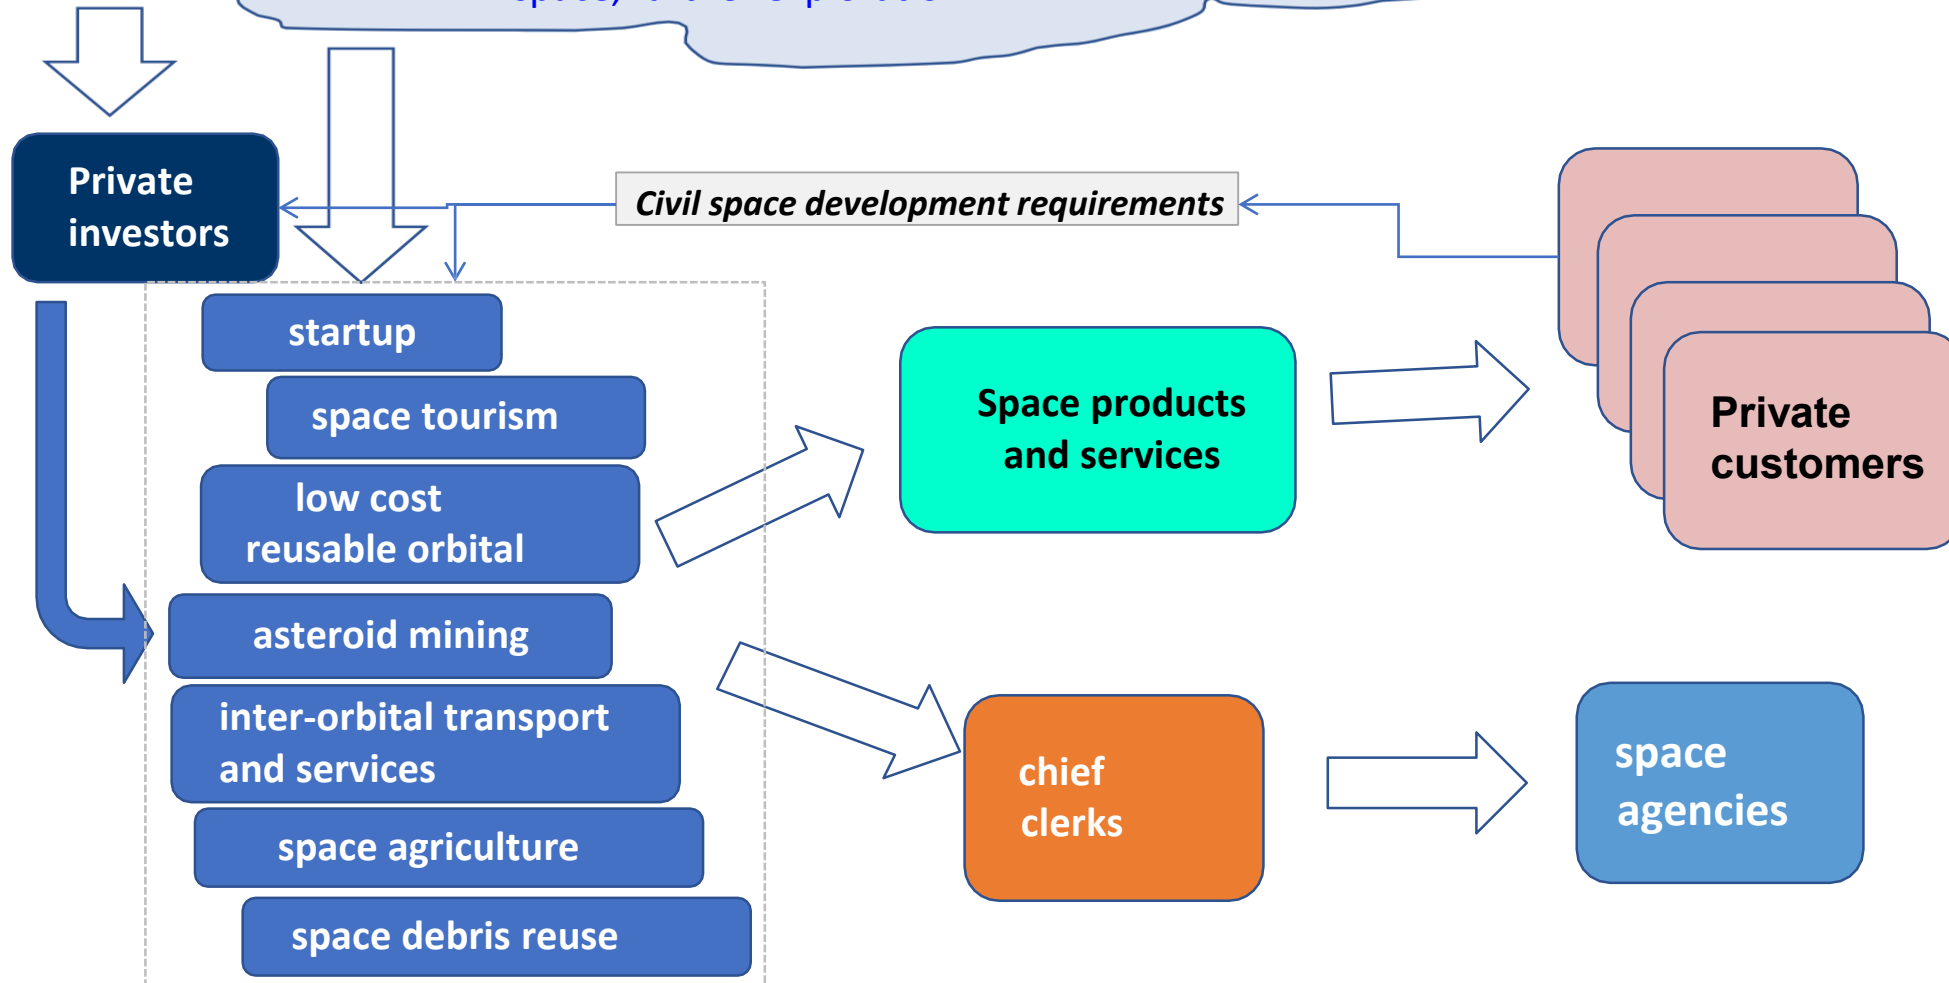 Private
investors
Civil space development requirements
startup
space tourism
low cost
reusable orbital
asteroid mining
inter-orbital transport
and services
space agriculture
space debris reuse
Space products
and services
Private
customers
chief
clerks
space
agencies